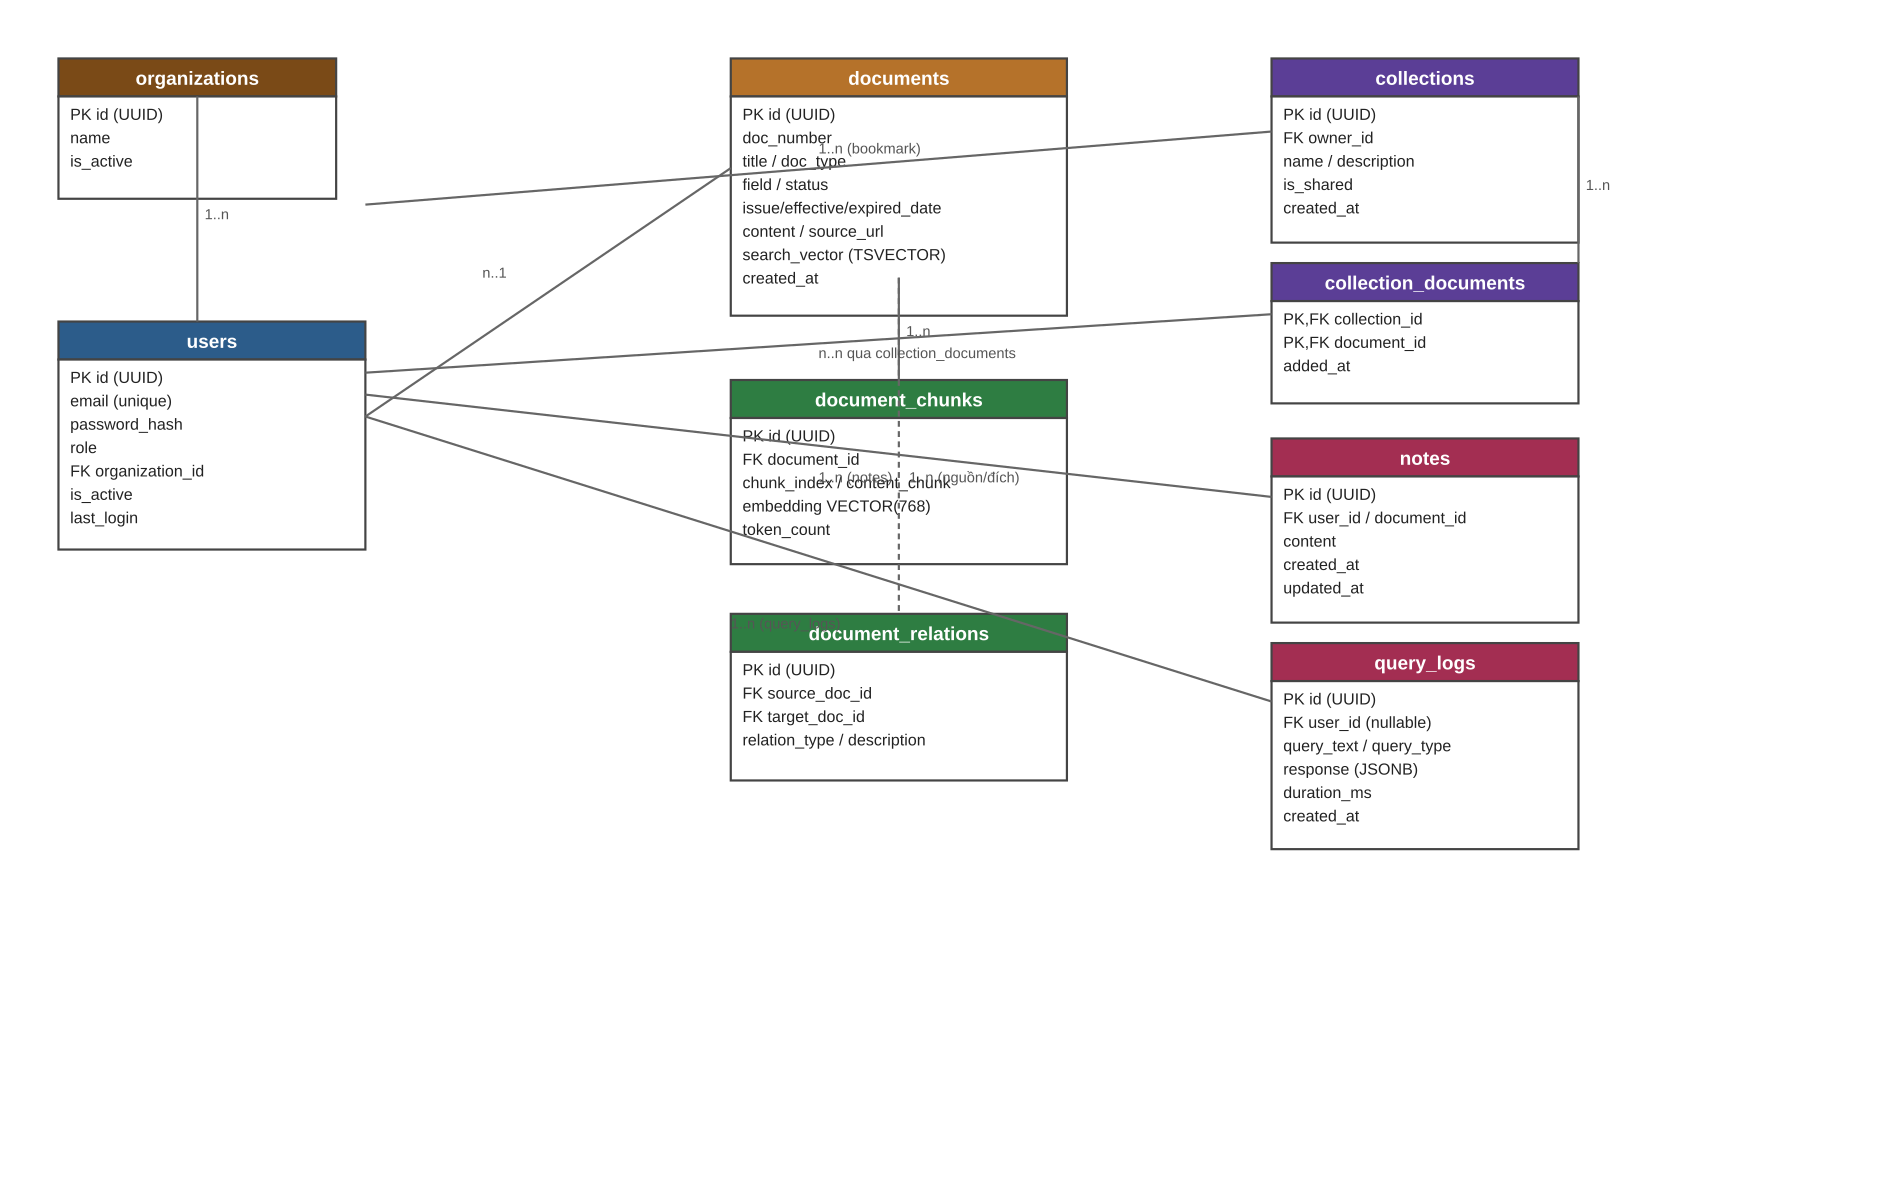 organizations
PK id (UUID)
name
is_active
1..n
users
PK id (UUID)
email (unique)
password_hash
role
FK organization_id
is_active
last_login
n..1
documents
PK id (UUID)
doc_number
1..n (bookmark)
title / doc_type
field / status
issue/effective/expired_date
content / source_url
search_vector (TSVECTOR)
created_at
1..n
n..n qua collection_documents
document_chunks
PK id (UUID)
FK document_id
1..n (notes)
1..n (nguồn/đích)
chunk_index / content_chunk
embedding VECTOR(768)
token_count
1..n (query_logs)
document_relations
PK id (UUID)
FK source_doc_id
FK target_doc_id
relation_type / description
collections
PK id (UUID)
FK owner_id
name / description
is_shared
created_at
1..n
collection_documents
PK,FK collection_id
PK,FK document_id
added_at
notes
PK id (UUID)
FK user_id / document_id
content
created_at
updated_at
query_logs
PK id (UUID)
FK user_id (nullable)
query_text / query_type
response (JSONB)
duration_ms
created_at